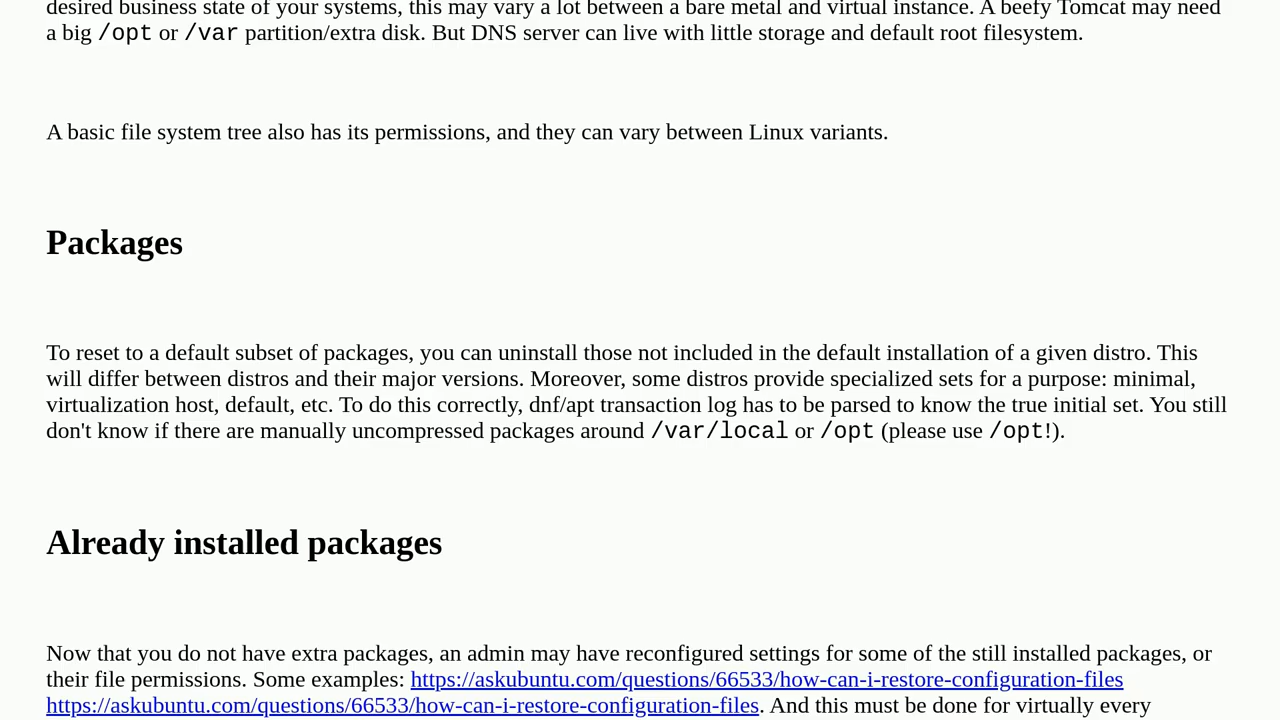 desired business state of your systems, this may vary a lot between a bare metal and virtual instance. A beefy Tomcat may need
a big /opt or /var partition/extra disk. But DNS server can live with little storage and default root filesystem.
A basic file system tree also has its permissions, and they can vary between Linux variants.
Packages
To reset to a default subset of packages, you can uninstall those not included in the default installation of a given distro. This
will differ between distros and their major versions. Moreover, some distros provide specialized sets for a purpose: minimal,
virtualization host, default, etc. To do this correctly, dnf/apt transaction log has to be parsed to know the true initial set. You still
don't know if there are manually uncompressed packages around /var/local or /opt (please use /opt!).
Already installed packages
Now that you do not have extra packages, an admin may have reconfigured settings for some of the still installed packages, or
their file permissions. Some examples: https://askubuntu.com/questions/66533/how-can-i-restore-configuration-files
https://askubuntu.com/questions/66533/how-can-i-restore-configuration-files. And this must be done for virtually every